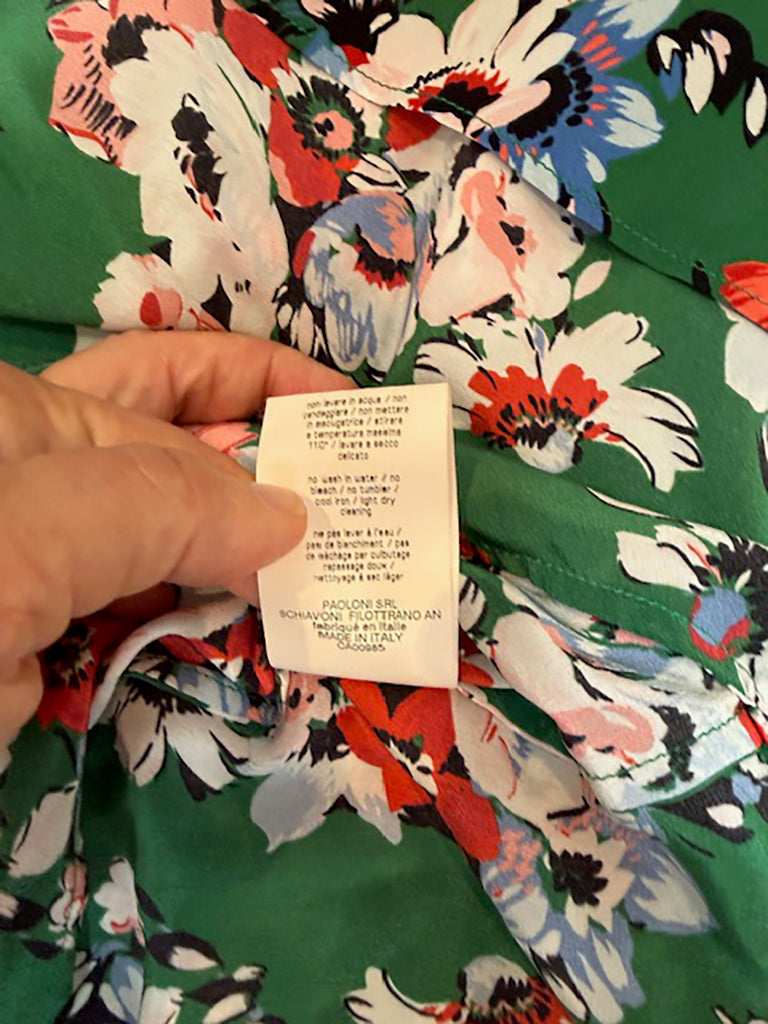 non lavare in acqua / non
candeggiare / non mettere
in asciugatrice / stirare
a temperatura massima
110° / lavare a secco
delicato
no wash in water / no
bleach / no tumbler /
cool iron / light dry
cleaning
ne pas laver à l'eau /
pas de blanchiment / pas
de séchage par culbutage
repassage doux /
nettoyage à sec léger
PAOLONI SRL
SCHIAVONI FILOTTRANO AN
fabriqué en Italie
MADE IN ITALY
CA00985